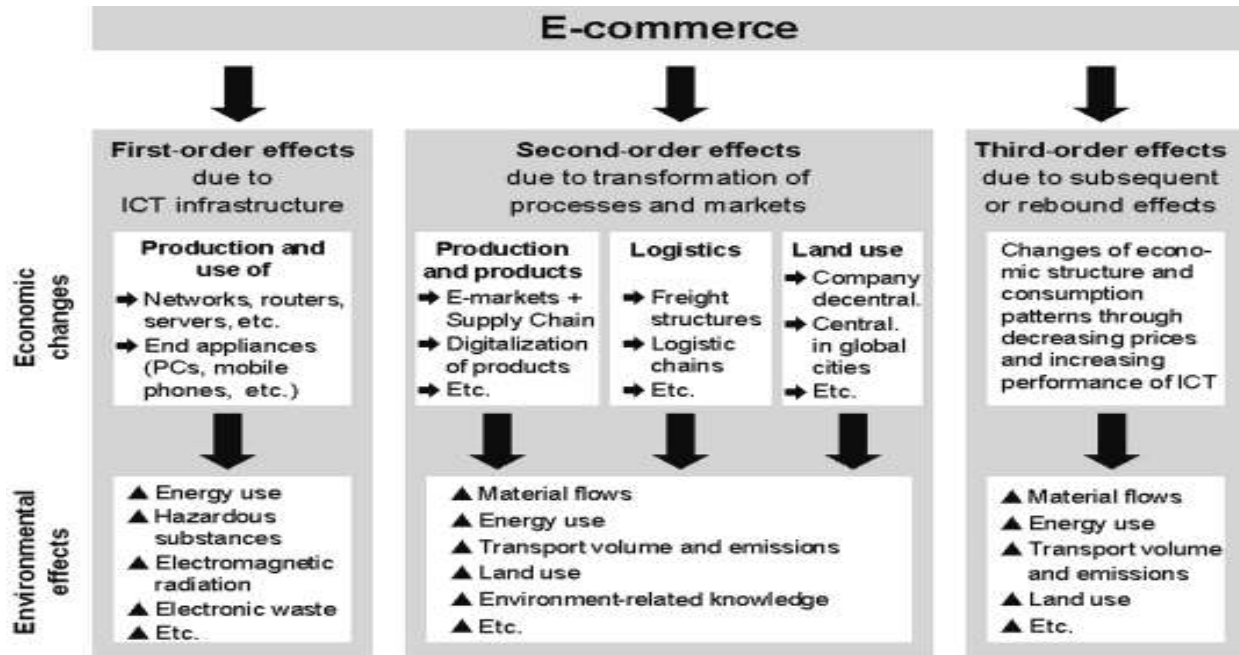 E-commerce
First-order effects
due to
ICT infrastructure
Second-order effects
due to transformation of
processes and markets
Third-order effects
due to subsequent
or rebound effects
Economic
changes
Production and
use of
Networks, routers,
servers, etc.
End appliances
(PCs, mobile
phones, etc.)
Production
and products
E-markets +
Supply Chain
Digitalization
of products
Etc.
Logistics
Freight
structures
Logistic
chains
Etc.
Land use
Company
decentral.
Central.
in global
cities
Etc.
Changes of econo-
mic structure and
consumption
patterns through
decreasing prices
and increasing
performance of ICT
Environmental
effects
Energy use
Hazardous
substances
Electromagnetic
radiation
Electronic waste
Etc.
Material flows
Energy use
Transport volume and emissions
Land use
Environment-related knowledge
Etc.
Material flows
Energy use
Transport volume
and emissions
Land use
Etc.